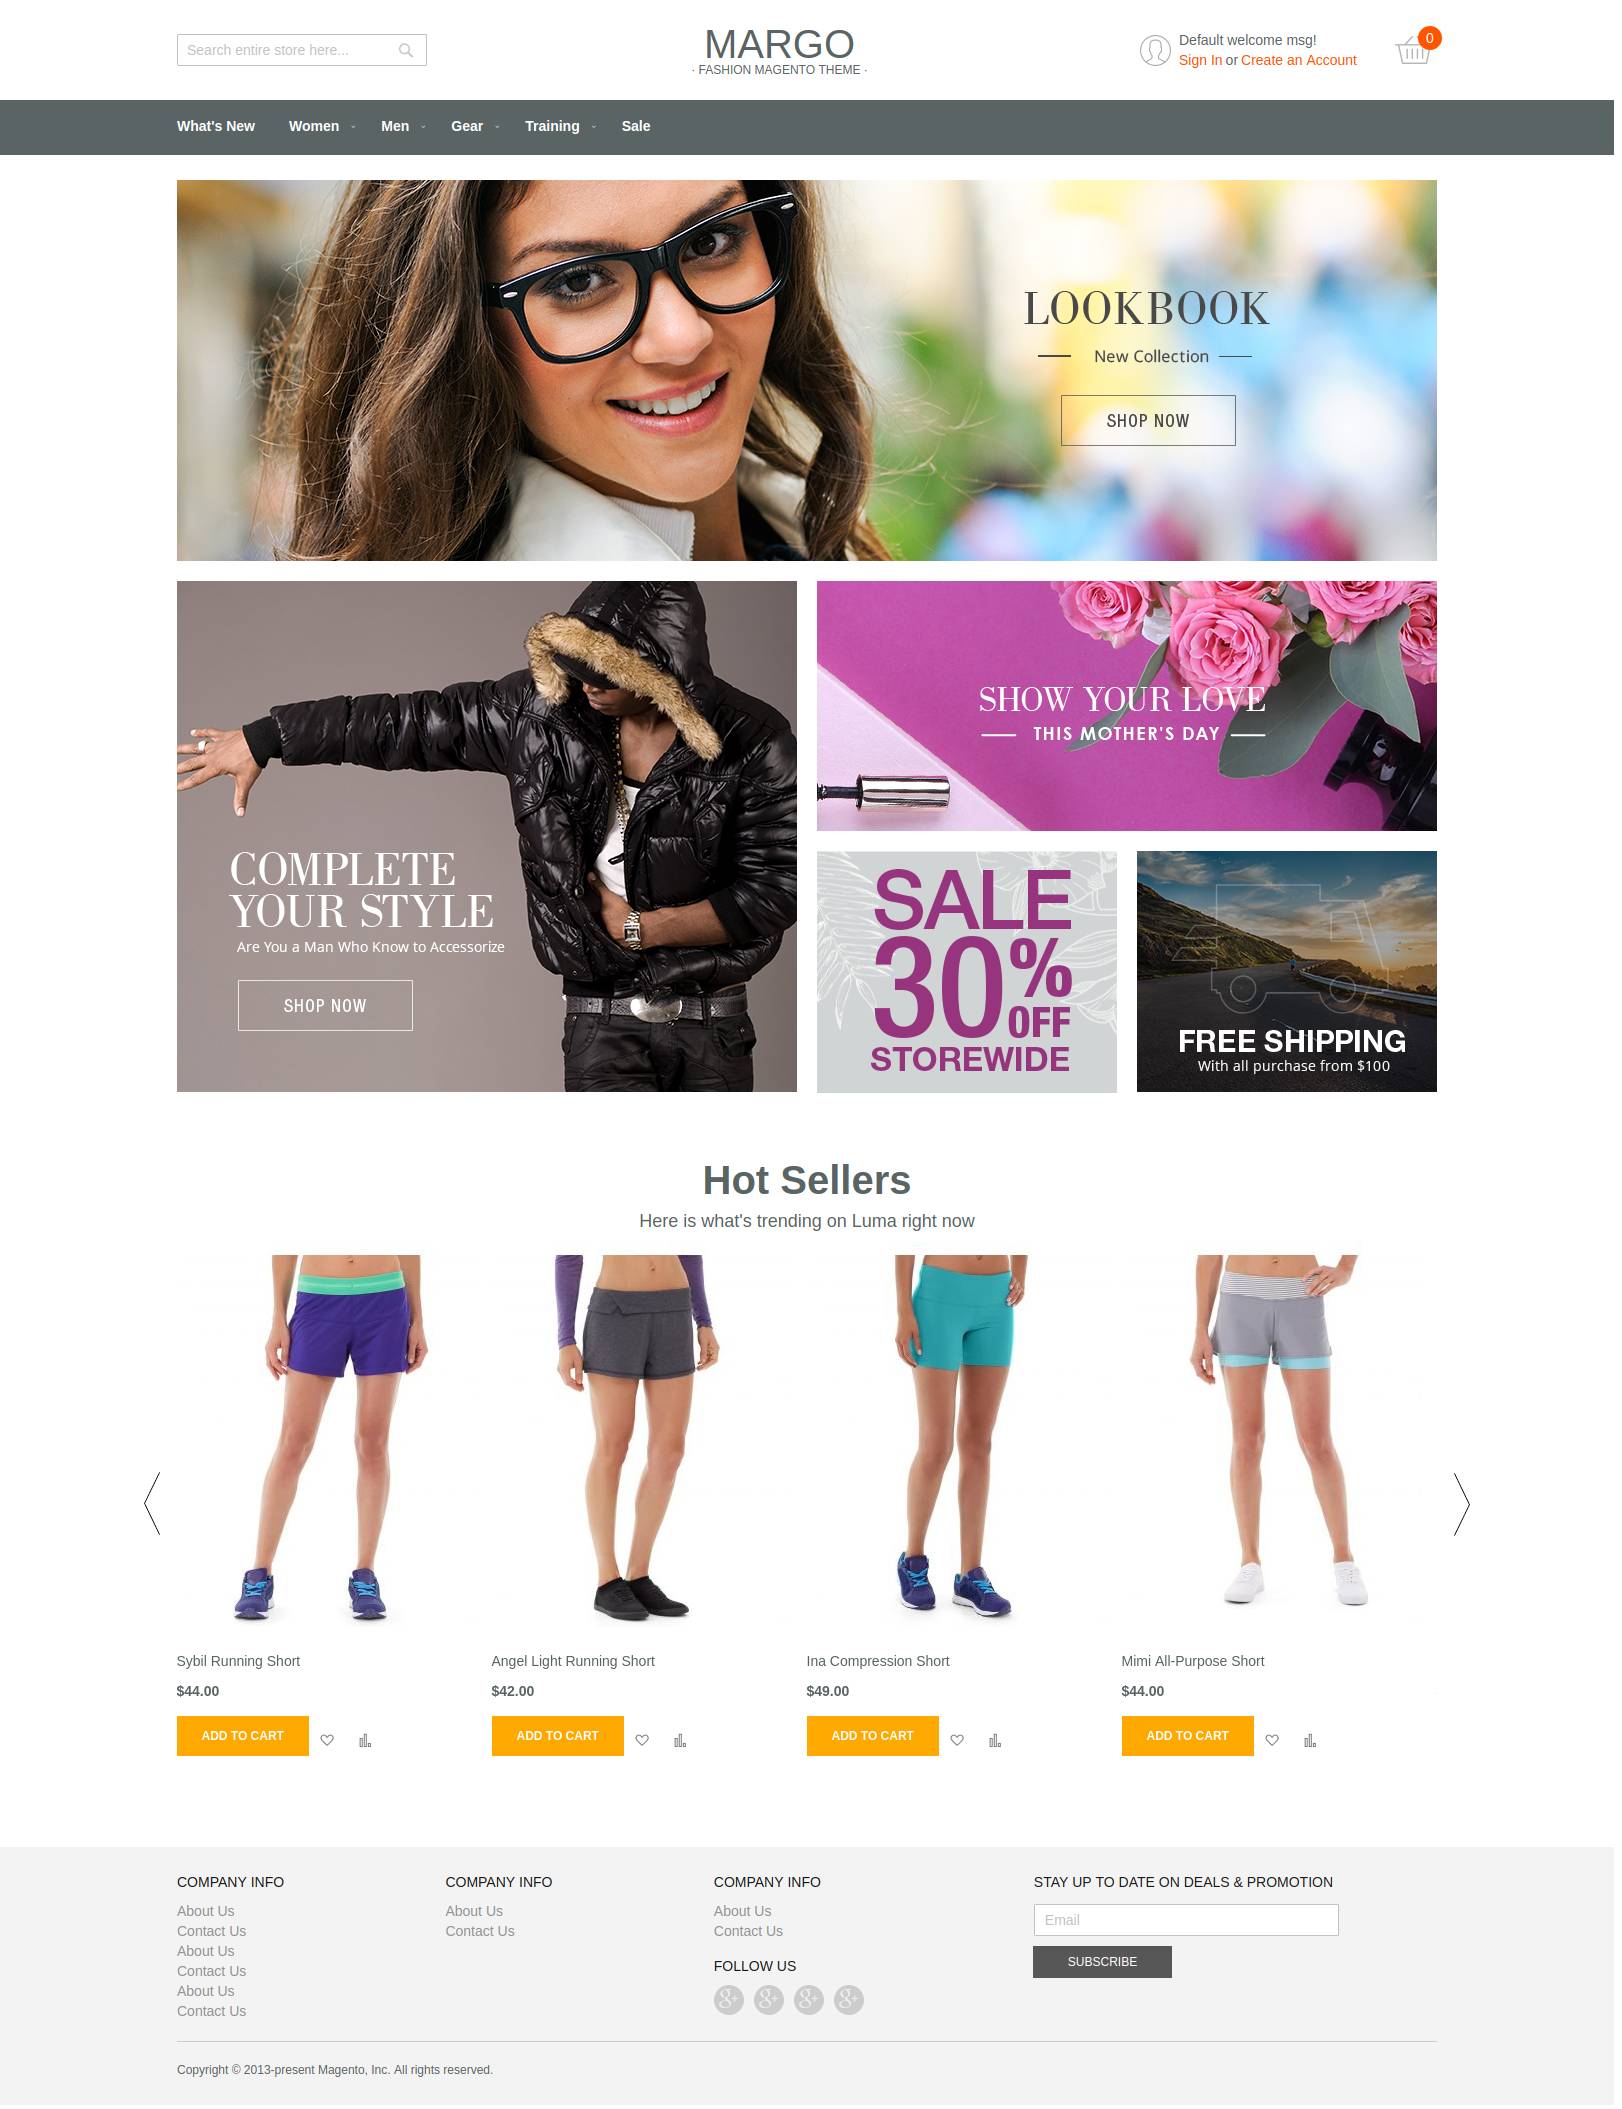 Search entire store here...
MARGO
· FASHION MAGENTO THEME ·
Default welcome msg!
Sign In or Create an Account
0
What's New Women Men Gear Training Sale
LOOKBOOK
New Collection
SHOP NOW
COMPLETE
YOUR STYLE
Are You a Man Who Know to Accessorize
SHOP NOW
SHOW YOUR LOVE
THIS MOTHER'S DAY
SALE
30%
OFF
STOREWIDE
FREE SHIPPING
With all purchase from $100
Hot Sellers
Here is what's trending on Luma right now
Sybil Running Short
$44.00
ADD TO CART
Angel Light Running Short
$42.00
ADD TO CART
Ina Compression Short
$49.00
ADD TO CART
Mimi All-Purpose Short
$44.00
ADD TO CART
COMPANY INFO
About Us
Contact Us
About Us
Contact Us
About Us
Contact Us
COMPANY INFO
About Us
Contact Us
COMPANY INFO
About Us
Contact Us
FOLLOW US
g+ g+ g+ g+
STAY UP TO DATE ON DEALS & PROMOTION
Email
SUBSCRIBE
Copyright © 2013-present Magento, Inc. All rights reserved.